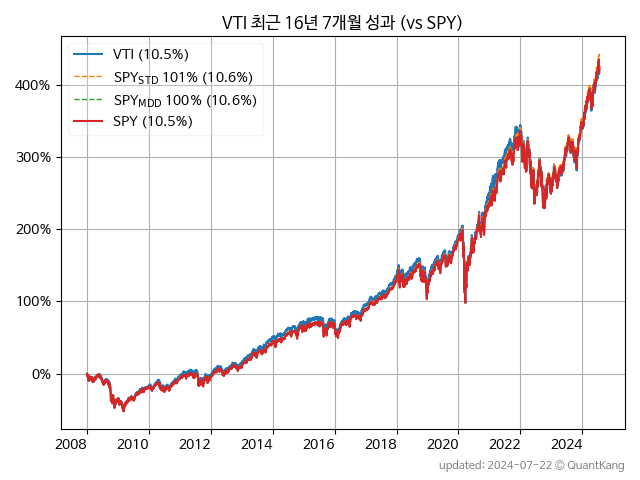 VTI 최근 16년 7개월 성과 (vs SPY)
VTI (10.5%)
SPY_STD 101% (10.6%)
SPY_MDD 100% (10.6%)
SPY (10.5%)
400%
300%
200%
100%
0%
2008 2010 2012 2014 2016 2018 2020 2022 2024
updated: 2024-07-22 © QuantKang